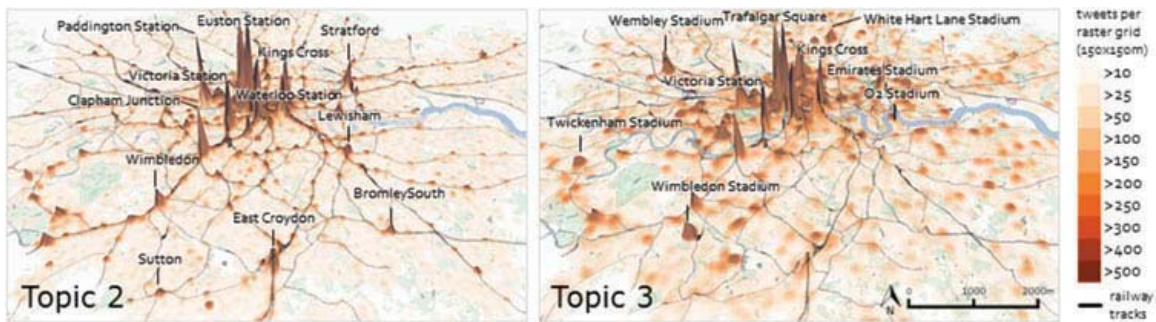 Paddington Station
Euston Station
Stratford
Kings Cross
Victoria Station
Clapham Junction
Waterloo Station
Lewisham
Wimbledon
BromleySouth
East Croydon
Sutton
Topic 2
Wembley Stadium
Trafalgar Square
White Hart Lane Stadium
Kings Cross
Victoria Station
Emirates Stadium
O2 Stadium
Twickenham Stadium
Wimbledon Stadium
Topic 3
N
0 1000 2000m
tweets per
raster grid
(150x150m)
>10
>25
>50
>100
>150
>200
>250
>300
>400
>500
railway
tracks